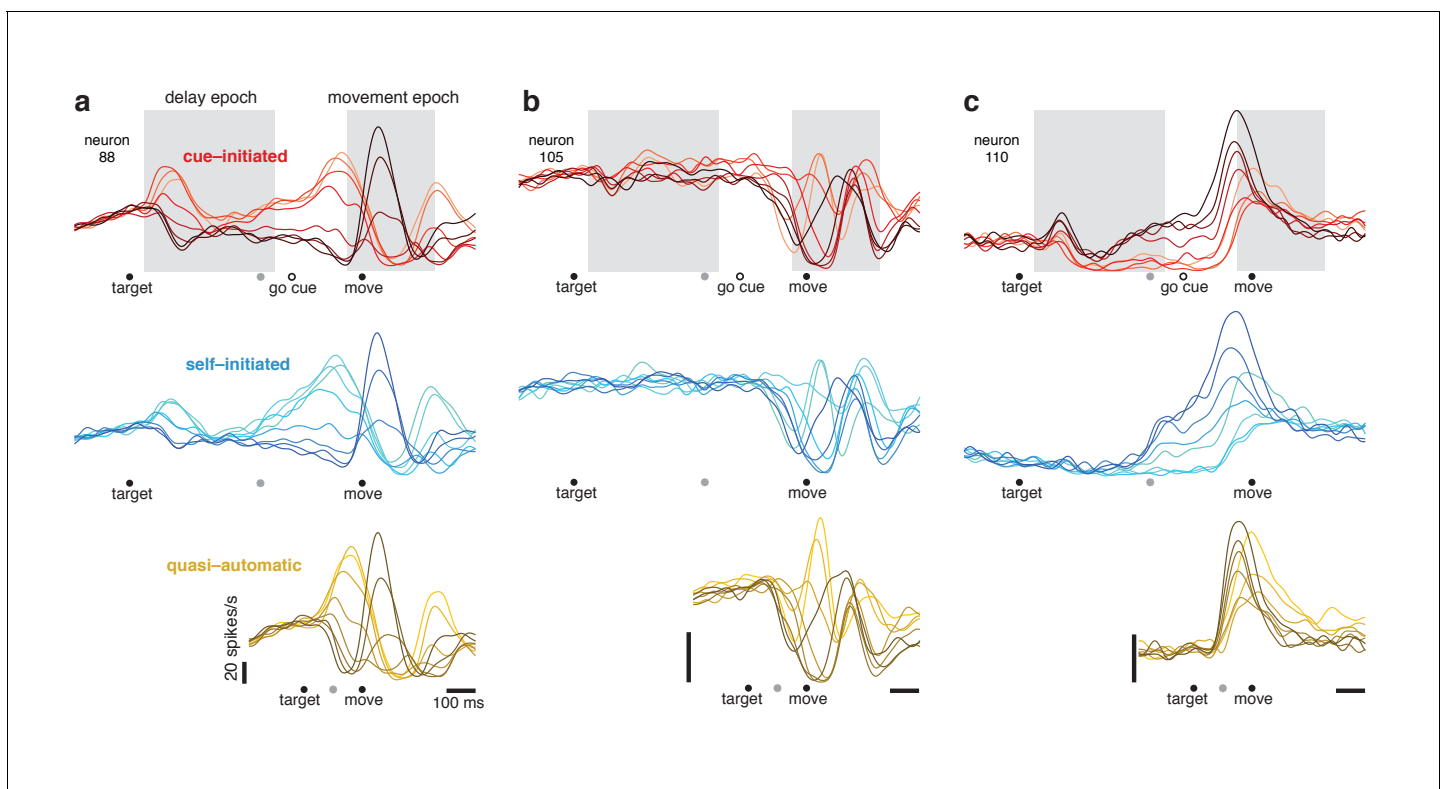 a
delay epoch
movement epoch
neuron
88
cue–initiated
target
go cue
move
b
neuron
105
target
go cue
move
c
neuron
110
target
go cue
move
self–initiated
target
move
target
move
target
move
quasi–automatic
20 spikes/s
target
move
100 ms
target
move
target
move